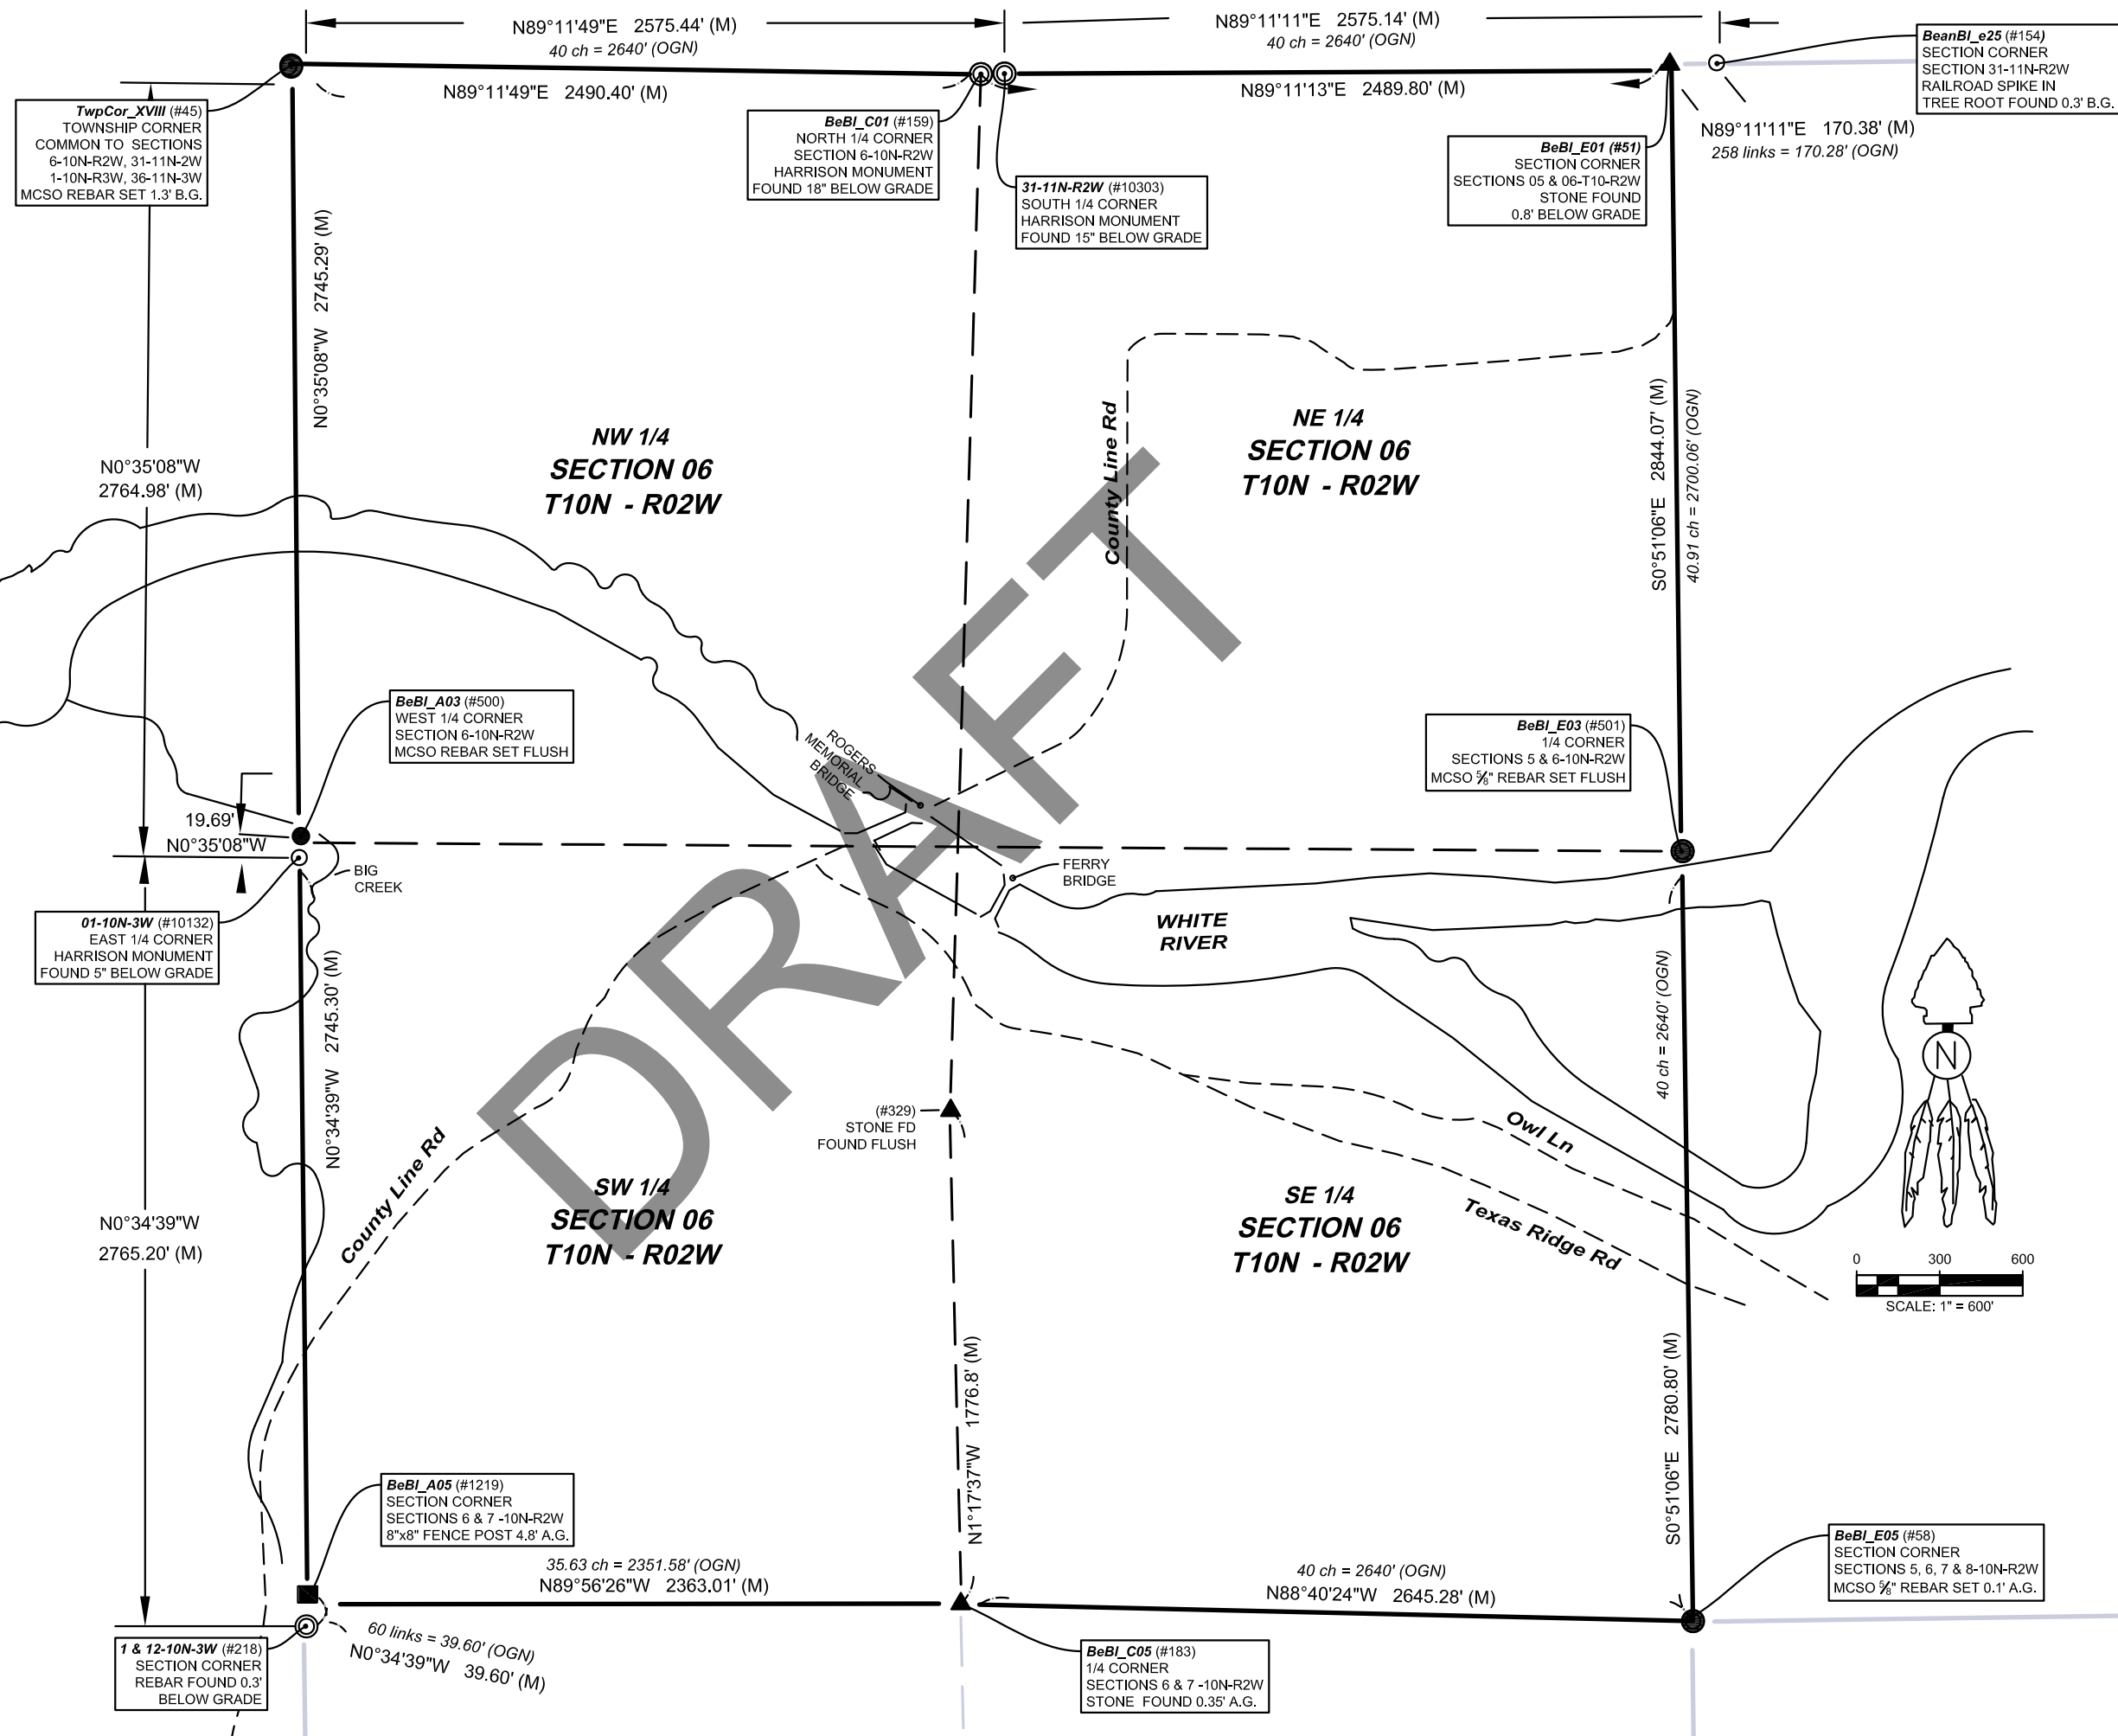 N89°11'49"E 2575.44' (M)
40 ch = 2640' (OGN)
N89°11'11"E 2575.14' (M)
40 ch = 2640' (OGN)
BeanBl_e25 (#154)
SECTION CORNER
SECTION 31-11N-R2W
RAILROAD SPIKE IN
TREE ROOT FOUND 0.3' B.G.
N89°11'49"E 2490.40' (M)
N89°11'13"E 2489.80' (M)
N89°11'11"E 170.38' (M)
258 links = 170.28' (OGN)
TwpCor_XVIII (#45)
TOWNSHIP CORNER
COMMON TO SECTIONS
6-10N-R2W, 31-11N-2W
1-10N-R3W, 36-11N-3W
MCSO REBAR SET 1.3' B.G.
BeBl_C01 (#159)
NORTH 1/4 CORNER
SECTION 6-10N-R2W
HARRISON MONUMENT
FOUND 18" BELOW GRADE
31-11N-R2W (#10303)
SOUTH 1/4 CORNER
HARRISON MONUMENT
FOUND 15" BELOW GRADE
BeBl_E01 (#51)
SECTION CORNER
SECTIONS 05 & 06-T10-R2W
STONE FOUND
0.8' BELOW GRADE
N0°35'08"W 2745.29' (M)
N0°35'08"W
2764.98' (M)
NW 1/4
SECTION 06
T10N - R02W
County Line Rd
NE 1/4
SECTION 06
T10N - R02W
S0°51'06"E 2844.07' (M)
40.91 ch = 2700.06' (OGN)
DRAFT
BeBl_A03 (#500)
WEST 1/4 CORNER
SECTION 6-10N-R2W
MCSO REBAR SET FLUSH
ROGERS
MEMORIAL
BRIDGE
BeBl_E03 (#501)
1/4 CORNER
SECTIONS 5 & 6-10N-R2W
MCSO ⅝" REBAR SET FLUSH
19.69'
N0°35'08"W
BIG
CREEK
FERRY
BRIDGE
01-10N-3W (#10132)
EAST 1/4 CORNER
HARRISON MONUMENT
FOUND 5" BELOW GRADE
WHITE
RIVER
N0°34'39"W 2745.30' (M)
40 ch = 2640' (OGN)
N
(#329)
STONE FD
FOUND FLUSH
County Line Rd
Owl Ln
Texas Ridge Rd
N0°34'39"W
2765.20' (M)
SW 1/4
SECTION 06
T10N - R02W
SE 1/4
SECTION 06
T10N - R02W
0 300 600
SCALE: 1" = 600'
N1°17'37"W 1776.8' (M)
S0°51'06"E 2780.80' (M)
BeBl_A05 (#1219)
SECTION CORNER
SECTIONS 6 & 7 -10N-R2W
8"x8" FENCE POST 4.8' A.G.
35.63 ch = 2351.58' (OGN)
N89°56'26"W 2363.01' (M)
40 ch = 2640' (OGN)
N88°40'24"W 2645.28' (M)
BeBl_E05 (#58)
SECTION CORNER
SECTIONS 5, 6, 7 & 8-10N-R2W
MCSO ⅝" REBAR SET 0.1' A.G.
60 links = 39.60' (OGN)
N0°34'39"W 39.60' (M)
1 & 12-10N-3W (#218)
SECTION CORNER
REBAR FOUND 0.3'
BELOW GRADE
BeBl_C05 (#183)
1/4 CORNER
SECTIONS 6 & 7 -10N-R2W
STONE FOUND 0.35' A.G.